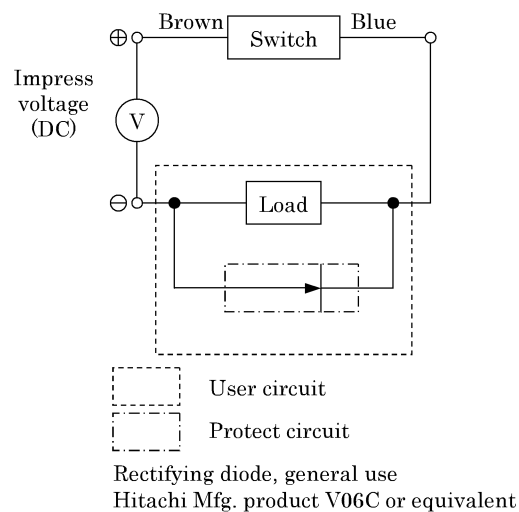 Brown
Switch
Blue
⊕
Impress
voltage
(DC)
V
⊖
Load
User circuit
Protect circuit
Rectifying diode, general use
Hitachi Mfg. product V06C or equivalent